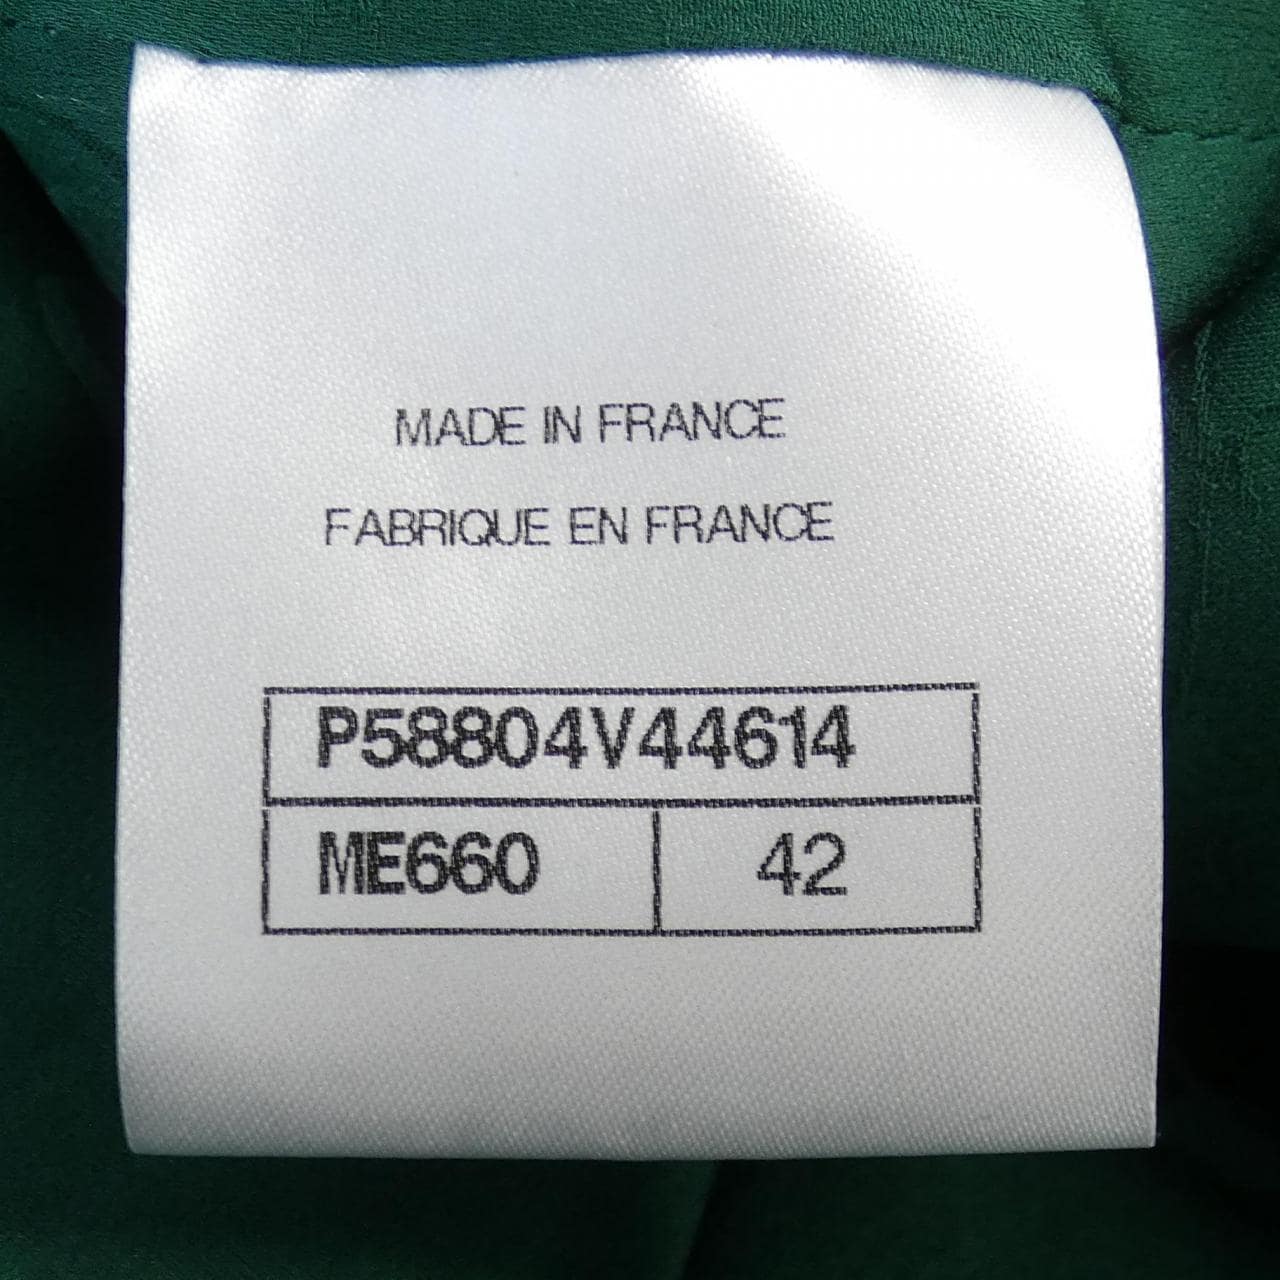 MADE IN FRANCE
FABRIQUE EN FRANCE
P58804V44614
ME660 42